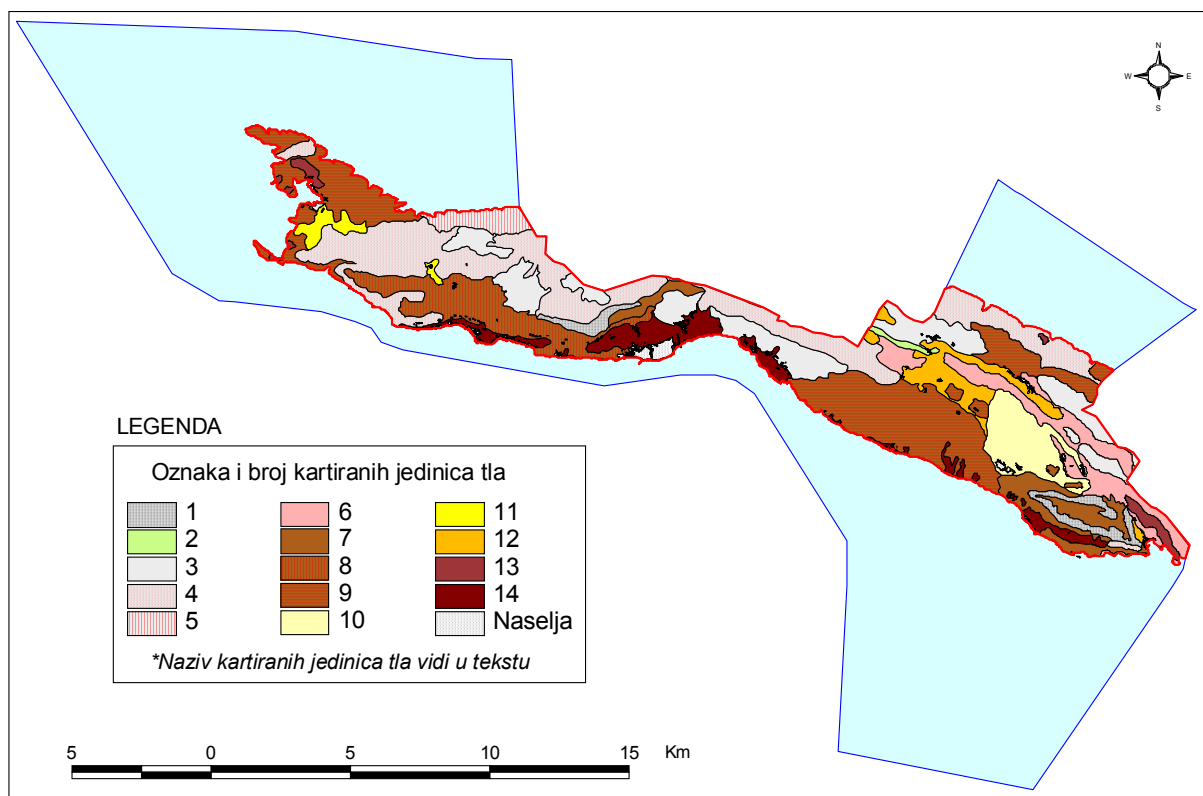 N
W E
S
LEGENDA
Oznaka i broj kartiranih jedinica tla
1 6 11
2 7 12
3 8 13
4 9 14
5 10 Naselja
*Naziv kartiranih jedinica tla vidi u tekstu
5 0 5 10 15 Km